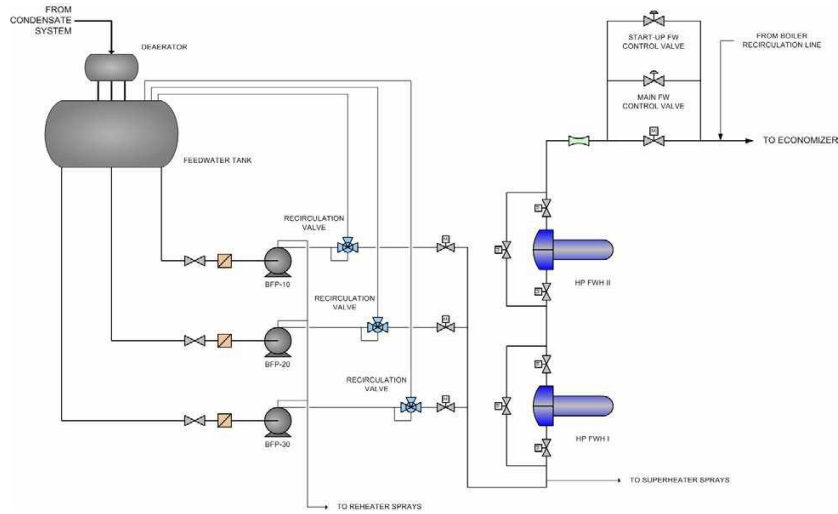 FROM
CONDENSATE
SYSTEM
DEAERATOR
FEEDWATER TANK
START-UP FW
CONTROL VALVE
MAIN FW
CONTROL VALVE
FROM BOILER
RECIRCULATION LINE
TO ECONOMIZER
RECIRCULATION
VALVE
BFP-10
HP FWH II
RECIRCULATION
VALVE
BFP-20
RECIRCULATION
VALVE
BFP-30
HP FWH I
TO SUPERHEATER SPRAYS
TO REHEATER SPRAYS